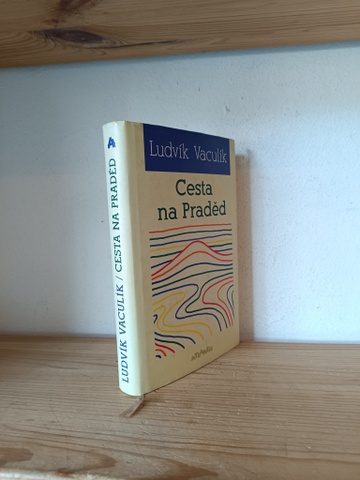 Ludvík Vaculík
Cesta
na Praděd
LUDVÍK VACULÍK / CESTA NA PRADĚD